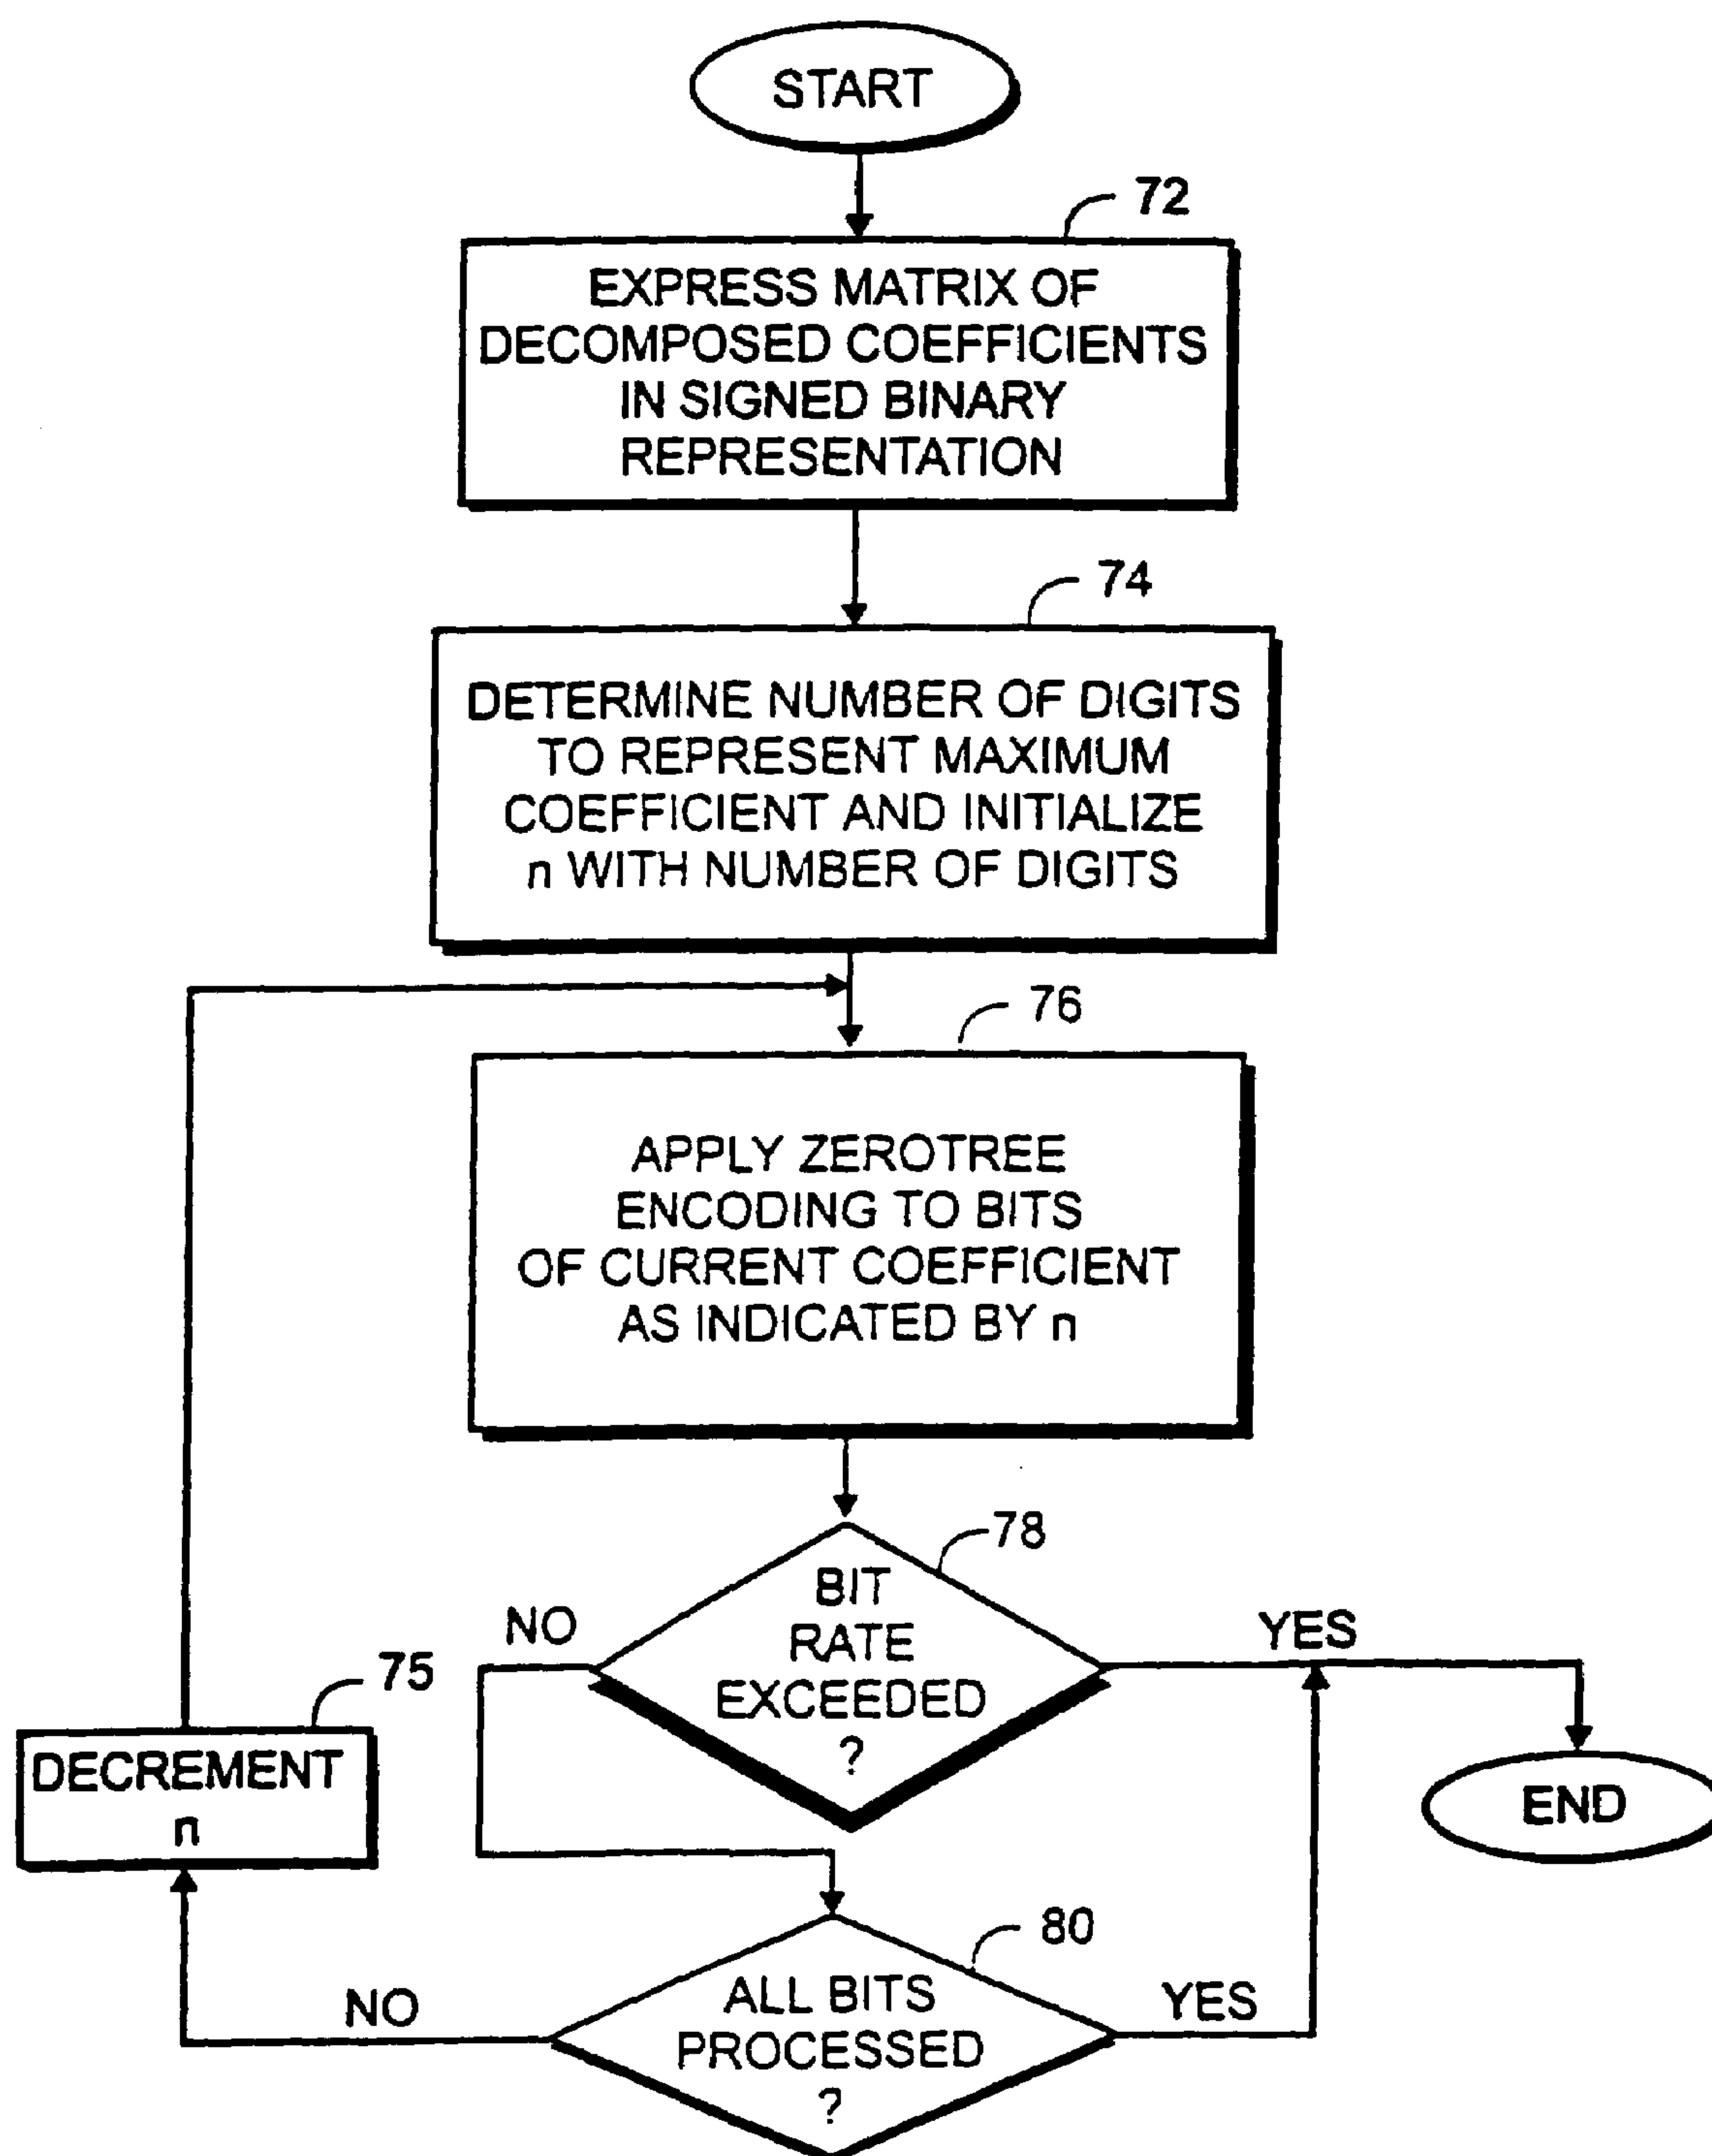 START
72
EXPRESS MATRIX OF
DECOMPOSED COEFFICIENTS
IN SIGNED BINARY
REPRESENTATION
74
DETERMINE NUMBER OF DIGITS
TO REPRESENT MAXIMUM
COEFFICIENT AND INITIALIZE
n WITH NUMBER OF DIGITS
76
APPLY ZEROTREE
ENCODING TO BITS
OF CURRENT COEFFICIENT
AS INDICATED BY n
78
BIT
RATE
EXCEEDED
?
NO
YES
75
DECREMENT
n
END
80
ALL BITS
PROCESSED
?
NO
YES